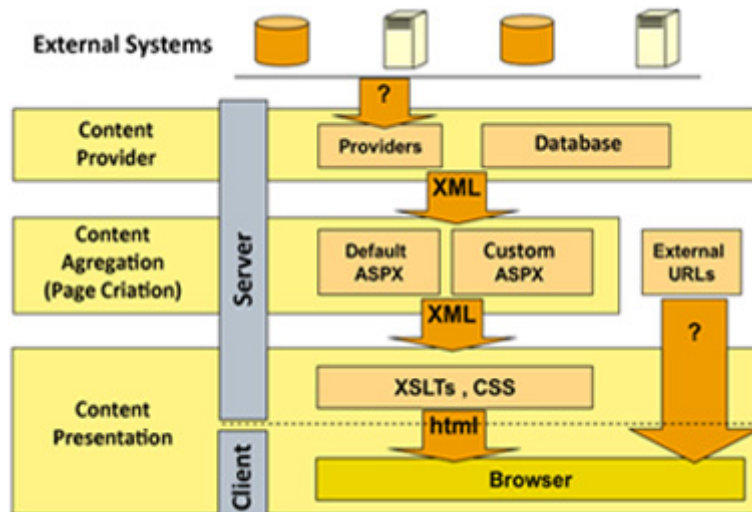 External Systems
?
Content
Provider
Providers
Database
XML
Content
Agregation
(Page Criation)
Default
ASPX
Custom
ASPX
External
URLs
Server
XML
?
XSLTs , CSS
Content
Presentation
html
Client
Browser